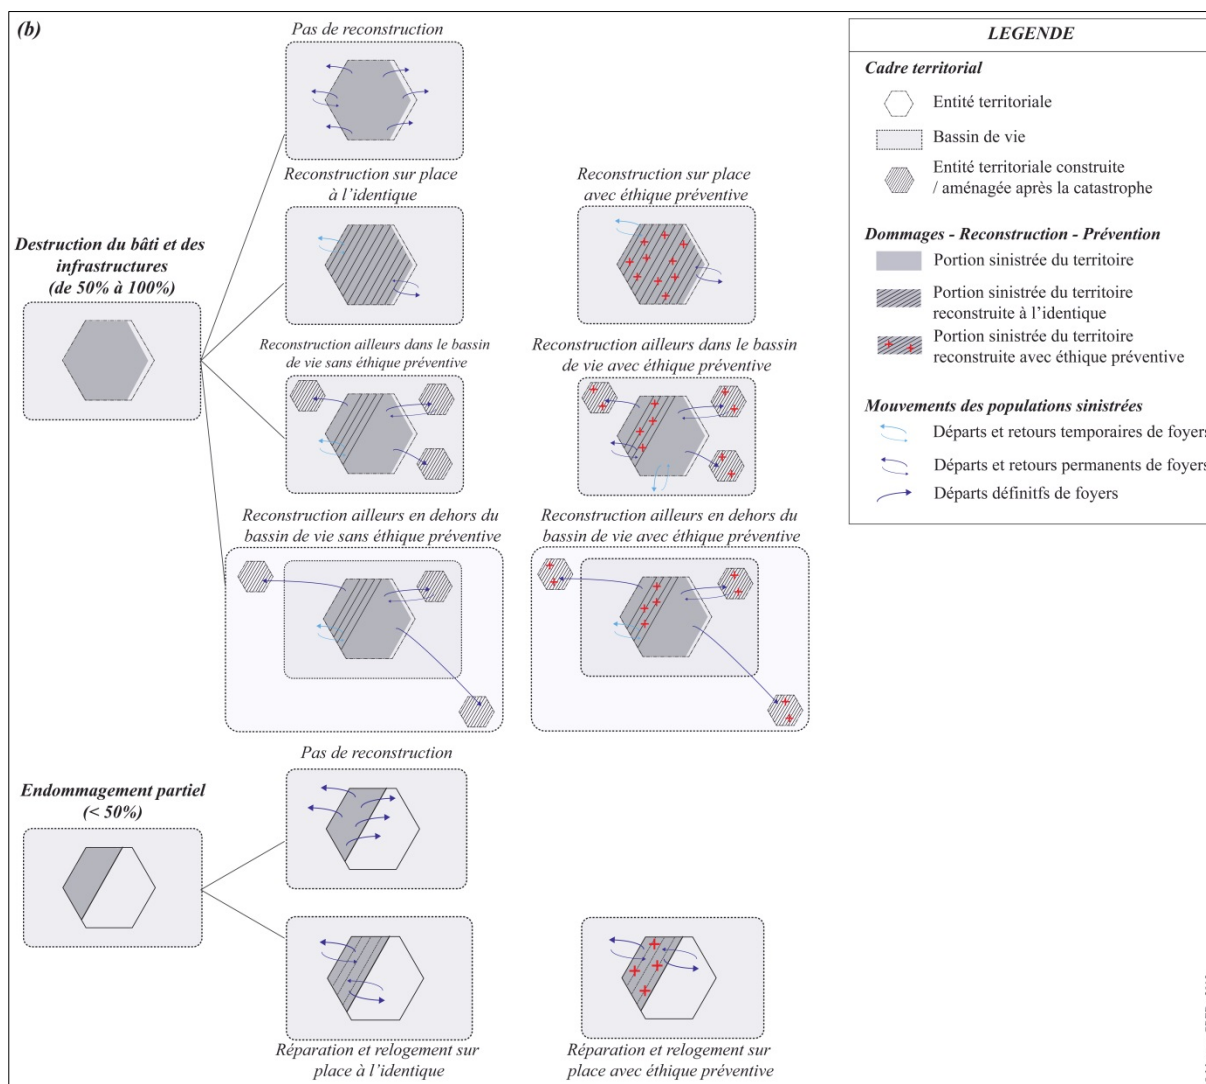 (b)
Pas de reconstruction
Reconstruction sur place
à l’identique
Reconstruction sur place
avec éthique préventive
Destruction du bâti et des
infrastructures
(de 50% à 100%)
Reconstruction ailleurs dans le bassin
de vie sans éthique préventive
Reconstruction ailleurs dans le bassin
de vie avec éthique préventive
Reconstruction ailleurs en dehors du
bassin de vie sans éthique préventive
Reconstruction ailleurs en dehors du
bassin de vie avec éthique préventive
Pas de reconstruction
Endommagement partiel
(< 50%)
Réparation et relogement sur
place à l’identique
Réparation et relogement sur
place avec éthique préventive
LEGENDE
Cadre territorial
Entité territoriale
Bassin de vie
Entité territoriale construite
/ aménagée après la catastrophe
Dommages - Reconstruction - Prévention
Portion sinistrée du territoire
Portion sinistrée du territoire
reconstruite à l’identique
Portion sinistrée du territoire
reconstruite avec éthique préventive
Mouvements des populations sinistrées
Départs et retours temporaires de foyers
Départs et retours permanents de foyers
Départs définitfs de foyers